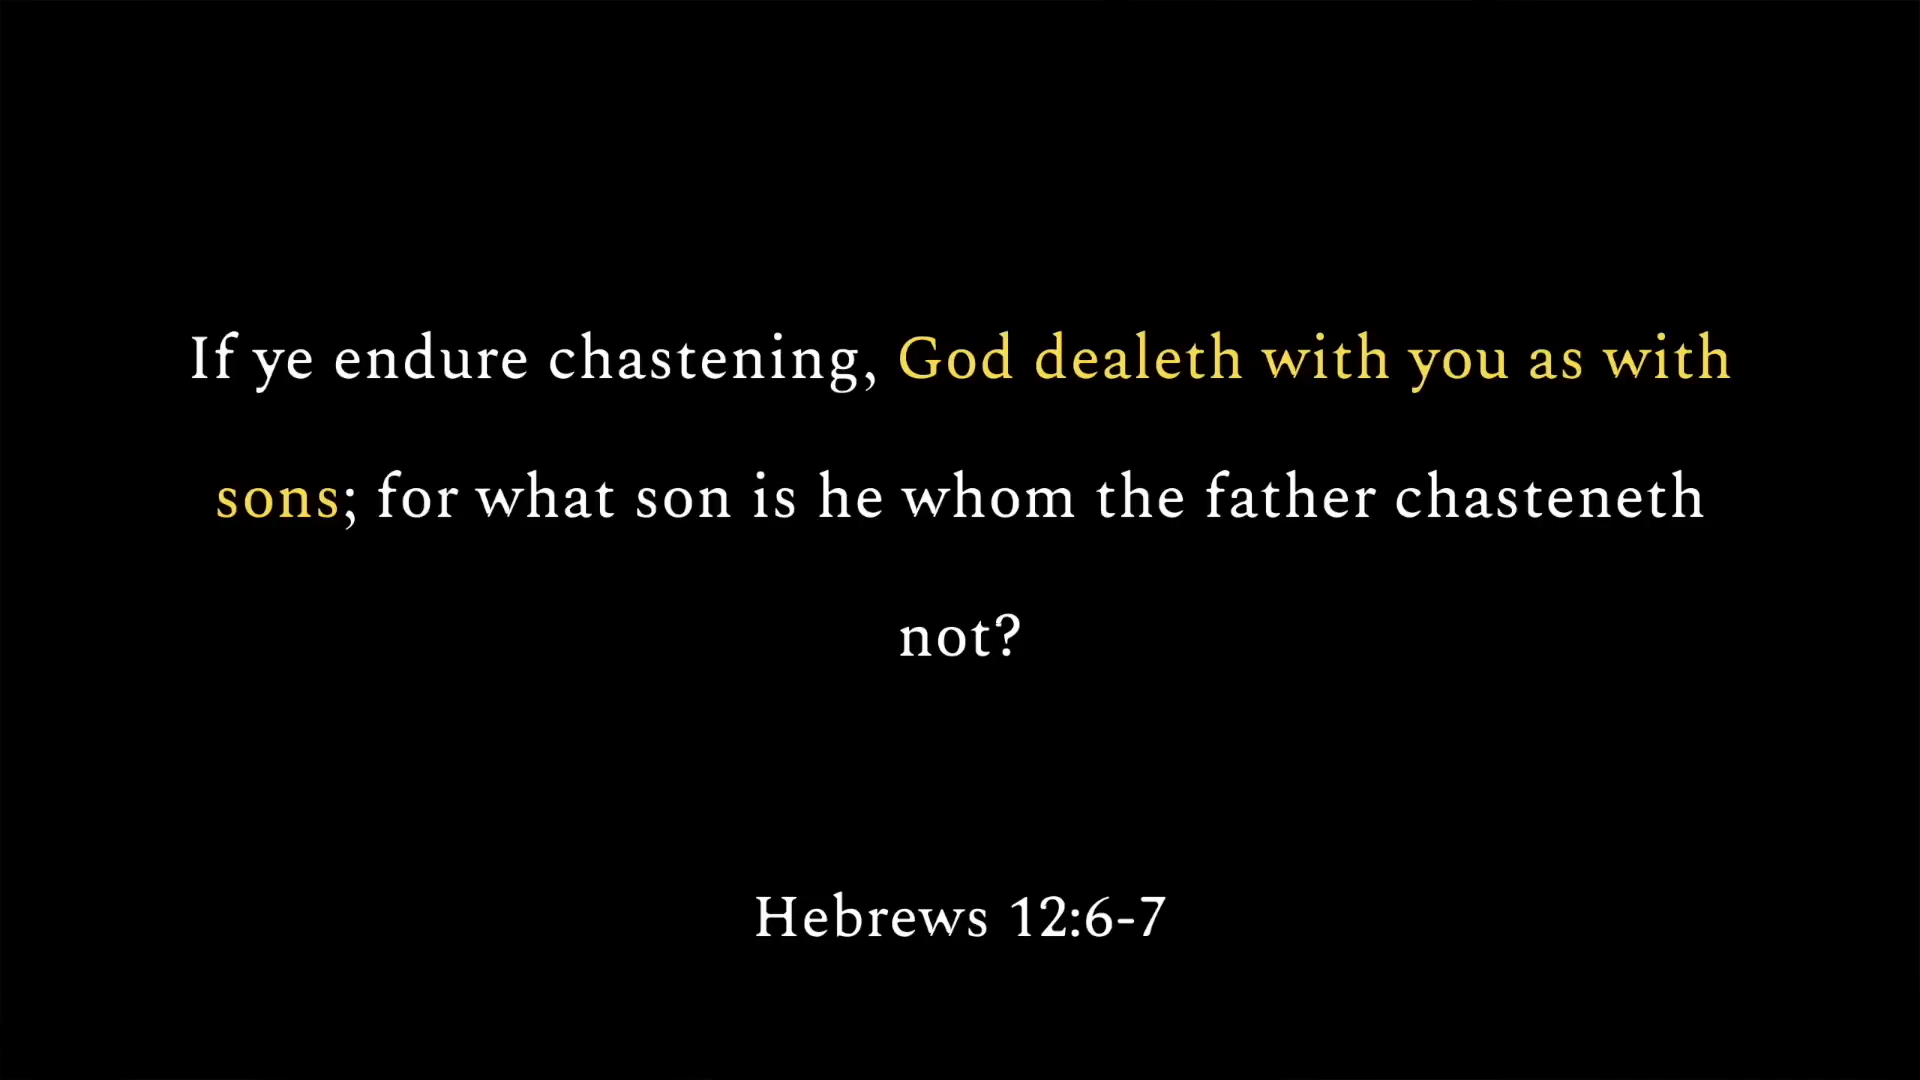 If ye endure chastening, God dealeth with you as with
sons; for what son is he whom the father chasteneth
not?
Hebrews 12:6-7